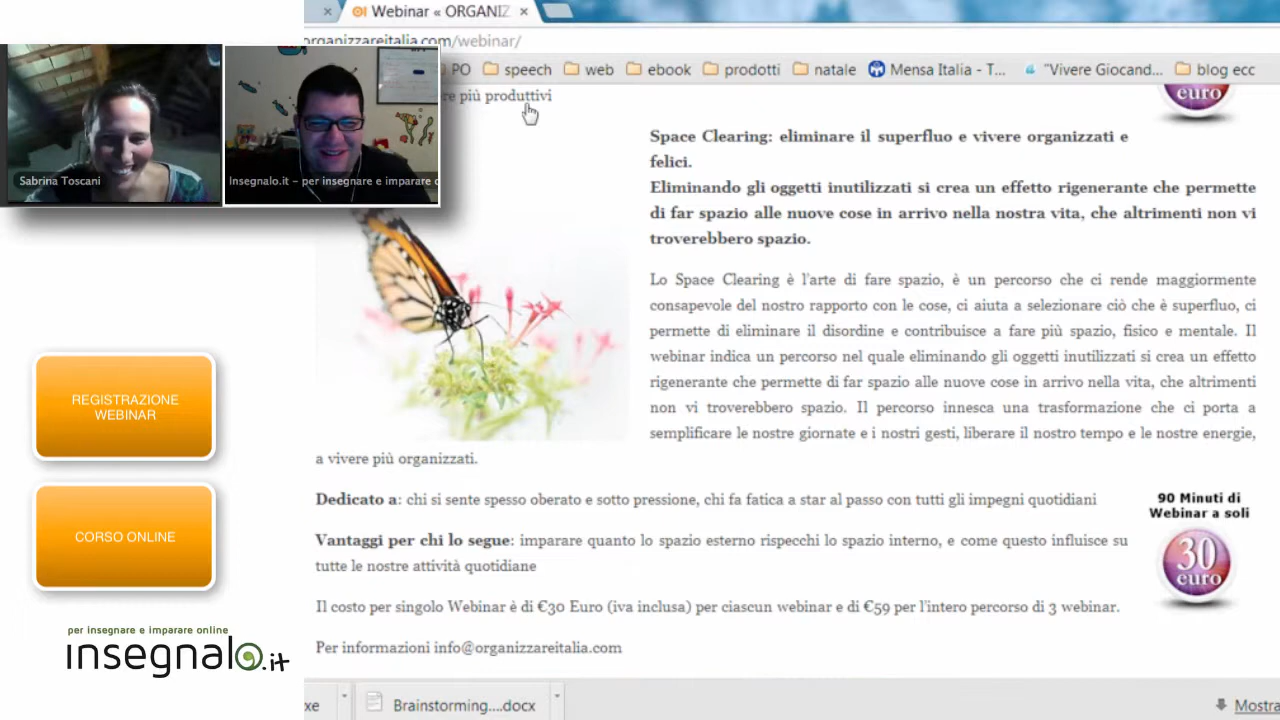 Webinar « ORGANIZ
organizzareitalia.com/webinar/
PO
speech
web
ebook
prodotti
natale
Mensa Italia - T...
"Vivere Giocand...
blog ecc
re più produttivi
euro
Sabrina Toscani
Insegnalo.it – per insegnare e imparare o
Space Clearing: eliminare il superfluo e vivere organizzati e
felici.
Eliminando gli oggetti inutilizzati si crea un effetto rigenerante che permette
di far spazio alle nuove cose in arrivo nella nostra vita, che altrimenti non vi
troverebbero spazio.
Lo Space Clearing è l'arte di fare spazio, è un percorso che ci rende maggiormente
consapevole del nostro rapporto con le cose, ci aiuta a selezionare ciò che è superfluo, ci
permette di eliminare il disordine e contribuisce a fare più spazio, fisico e mentale. Il
webinar indica un percorso nel quale eliminando gli oggetti inutilizzati si crea un effetto
rigenerante che permette di far spazio alle nuove cose in arrivo nella vita, che altrimenti
non vi troverebbero spazio. Il percorso innesca una trasformazione che ci porta a
semplificare le nostre giornate e i nostri gesti, liberare il nostro tempo e le nostre energie,
a vivere più organizzati.
Dedicato a: chi si sente spesso oberato e sotto pressione, chi fa fatica a star al passo con tutti gli impegni quotidiani
Vantaggi per chi lo segue: imparare quanto lo spazio esterno rispecchi lo spazio interno, e come questo influisce su
tutte le nostre attività quotidiane
Il costo per singolo Webinar è di €30 Euro (iva inclusa) per ciascun webinar e di €59 per l'intero percorso di 3 webinar.
Per informazioni info@organizzareitalia.com
90 Minuti di
Webinar a soli
30
euro
REGISTRAZIONE
WEBINAR
CORSO ONLINE
per insegnare e imparare online
insegnalo.it
xe
Brainstorming....docx
Mostra